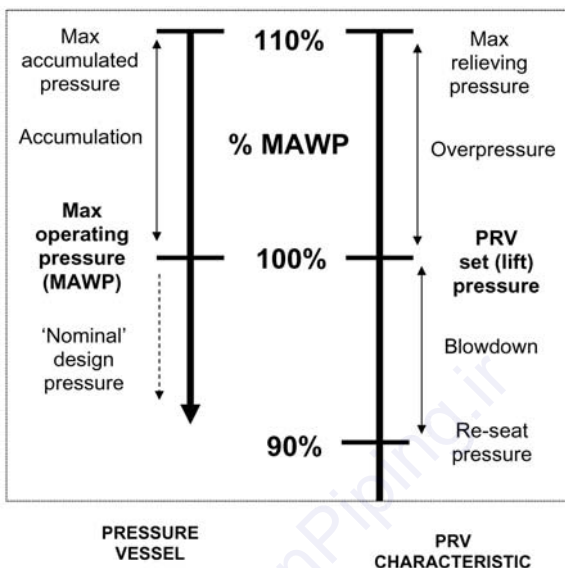 Max
accumulated
pressure
Accumulation
Max
operating
pressure
(MAWP)
‘Nominal’
design
pressure
110%
% MAWP
100%
90%
Max
relieving
pressure
Overpressure
PRV
set (lift)
pressure
Blowdown
Re-seat
pressure
PRESSURE
VESSEL
PRV
CHARACTERISTIC